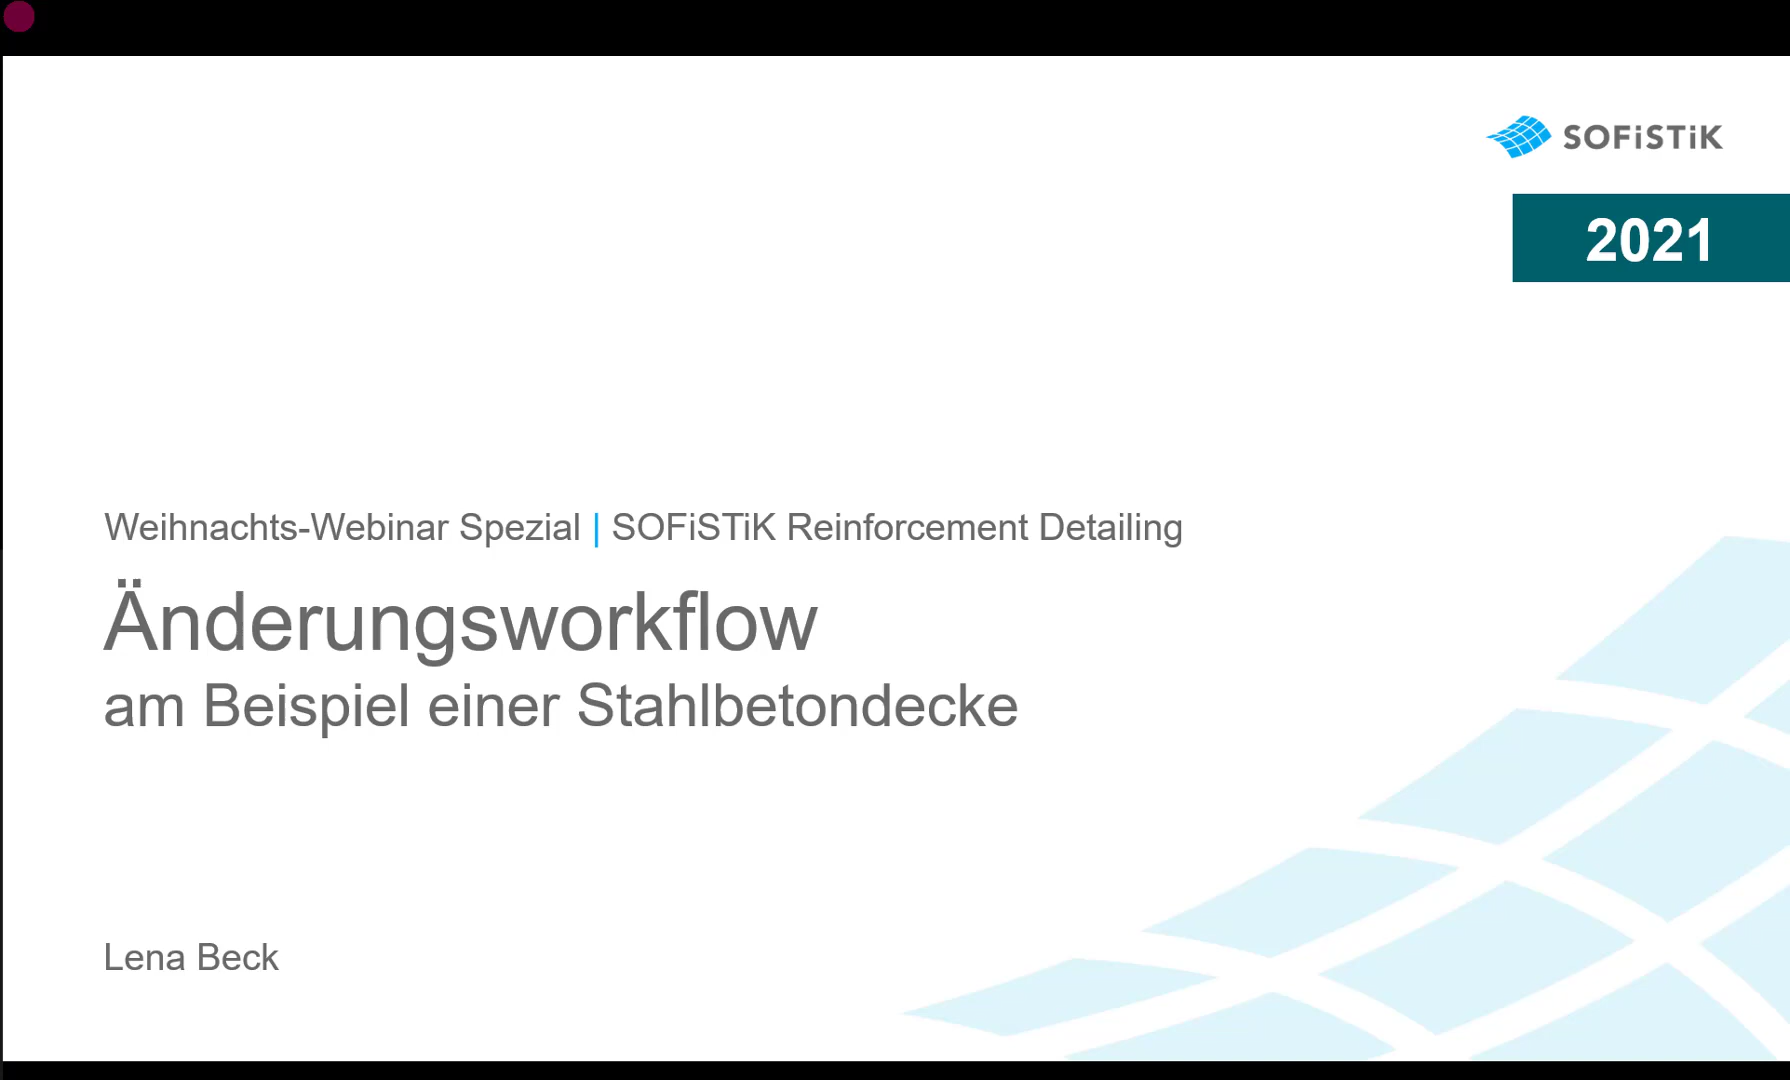 SOFiSTiK
2021
Weihnachts-Webinar Spezial | SOFiSTiK Reinforcement Detailing
Änderungsworkflow
am Beispiel einer Stahlbetondecke
Lena Beck